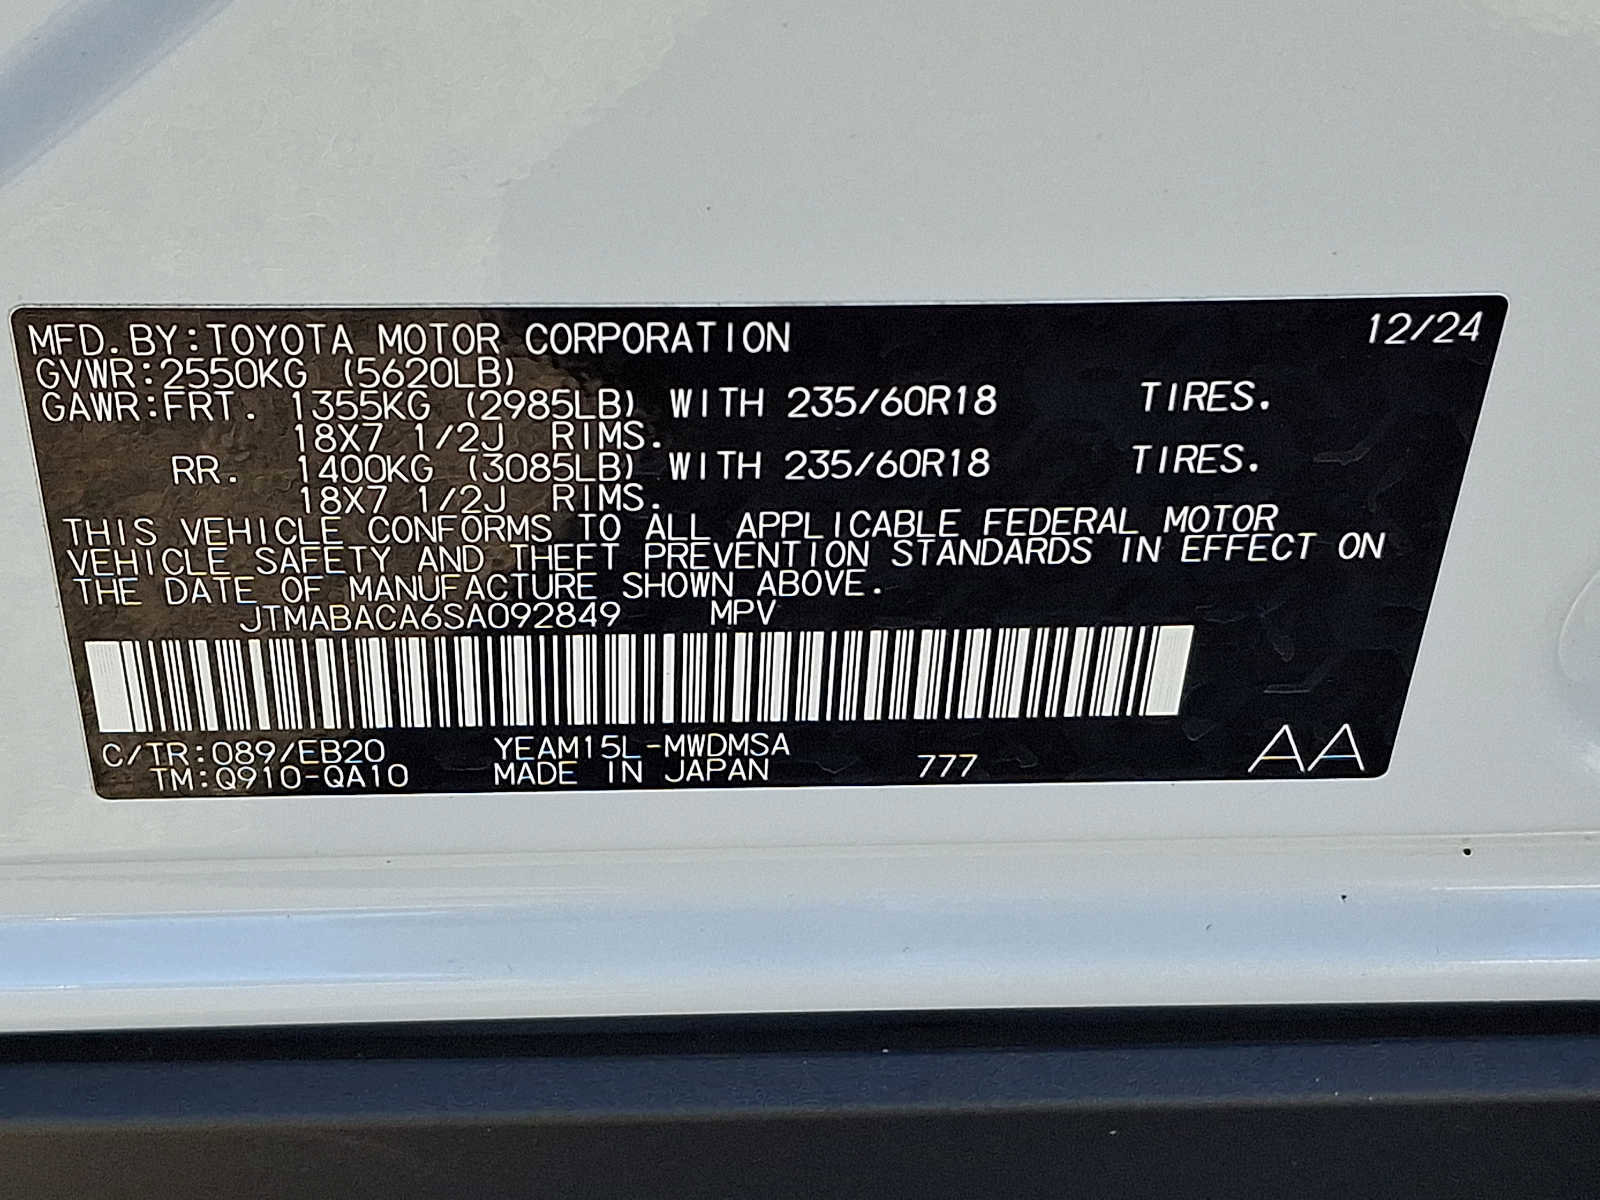 MFD.BY:TOYOTA MOTOR CORPORATION 12/24
GVWR:2550KG (5620LB)
GAWR:FRT. 1355KG (2985LB) WITH 235/60R18 TIRES.
18X7 1/2J RIMS.
RR. 1400KG (3085LB) WITH 235/60R18 TIRES.
18X7 1/2J RIMS.
THIS VEHICLE CONFORMS TO ALL APPLICABLE FEDERAL MOTOR
VEHICLE SAFETY AND THEFT PREVENTION STANDARDS IN EFFECT ON
THE DATE OF MANUFACTURE SHOWN ABOVE.
JTMABACA6SA092849 MPV
C/TR:089/EB20 YEAM15L-MWDMSA
TM:Q910-QA10 MADE IN JAPAN 777 AA